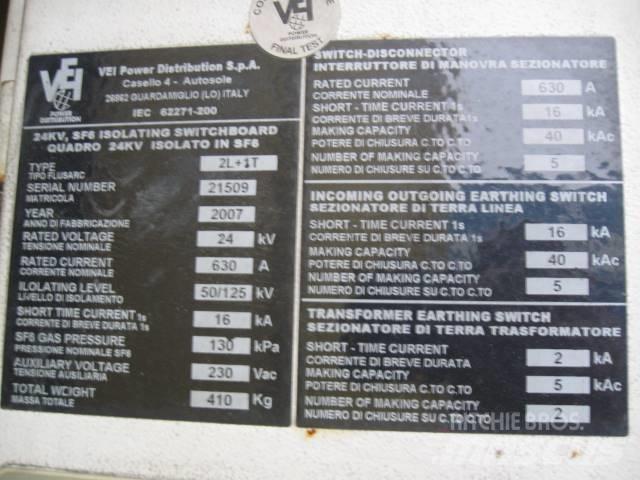 VEI
POWER
DISTRIBUTION
FINAL TEST
VEI
POWER
DISTRIBUTION
VEI Power Distribution S.p.A.
Casello 4 - Autosole
26862 GUARDAMIGLIO (LO) ITALY
IEC 62271-200
24KV, SF6 ISOLATING SWITCHBOARD
QUADRO 24KV ISOLATO IN SF6
TYPE 2L+1T
TIPO FLUSARC
SERIAL NUMBER 21509
MATRICOLA
YEAR 2007
ANNO DI FABBRICAZIONE
RATED VOLTAGE 24 kV
TENSIONE NOMINALE
RATED CURRENT 630 A
CORRENTE NOMINALE
ILOLATING LEVEL 50/125 kV
LIVELLO DI ISOLAMENTO
SHORT TIME CURRENT 1s 16 kA
CORRENTE DI BREVE DURATA 1s
SF6 GAS PRESSURE 130 kPa
PRESSIONE NOMINALE SF6
AUXILIARY VOLTAGE 230 Vac
TENSIONE AUSILIARIA
TOTAL WEIGHT 410 Kg
MASSA TOTALE
SWITCH-DISCONNECTOR
INTERRUTTORE DI MANOVRA SEZIONATORE
RATED CURRENT 630 A
CORRENTE NOMINALE
SHORT - TIME CURRENT 1s 16 kA
CORRENTE DI BREVE DURATA 1s
MAKING CAPACITY 40 kAc
POTERE DI CHIUSURA C.TO C.TO
NUMBER OF MAKING CAPACITY 5
NUMERO DI CHIUSURE SU C.TO C.TO
INCOMING OUTGOING EARTHING SWITCH
SEZIONATORE DI TERRA LINEA
SHORT - TIME CURRENT 1s 16 kA
CORRENTE DI BREVE DURATA 1s
MAKING CAPACITY 40 kAc
POTERE DI CHIUSURA C.TO C.TO
NUMBER OF MAKING CAPACITY 5
NUMERO DI CHIUSURE SU C.TO C.TO
TRANSFORMER EARTHING SWITCH
SEZIONATORE DI TERRA TRASFORMATORE
SHORT - TIME CURRENT 2 kA
CORRENTE DI BREVE DURATA
MAKING CAPACITY 5 kAc
POTERE DI CHIUSURA C.TO C.TO
NUMBER OF MAKING CAPACITY 2
NUMERO DI CHIUSURE SU C.TO C.TO
RITCHIE BROS.